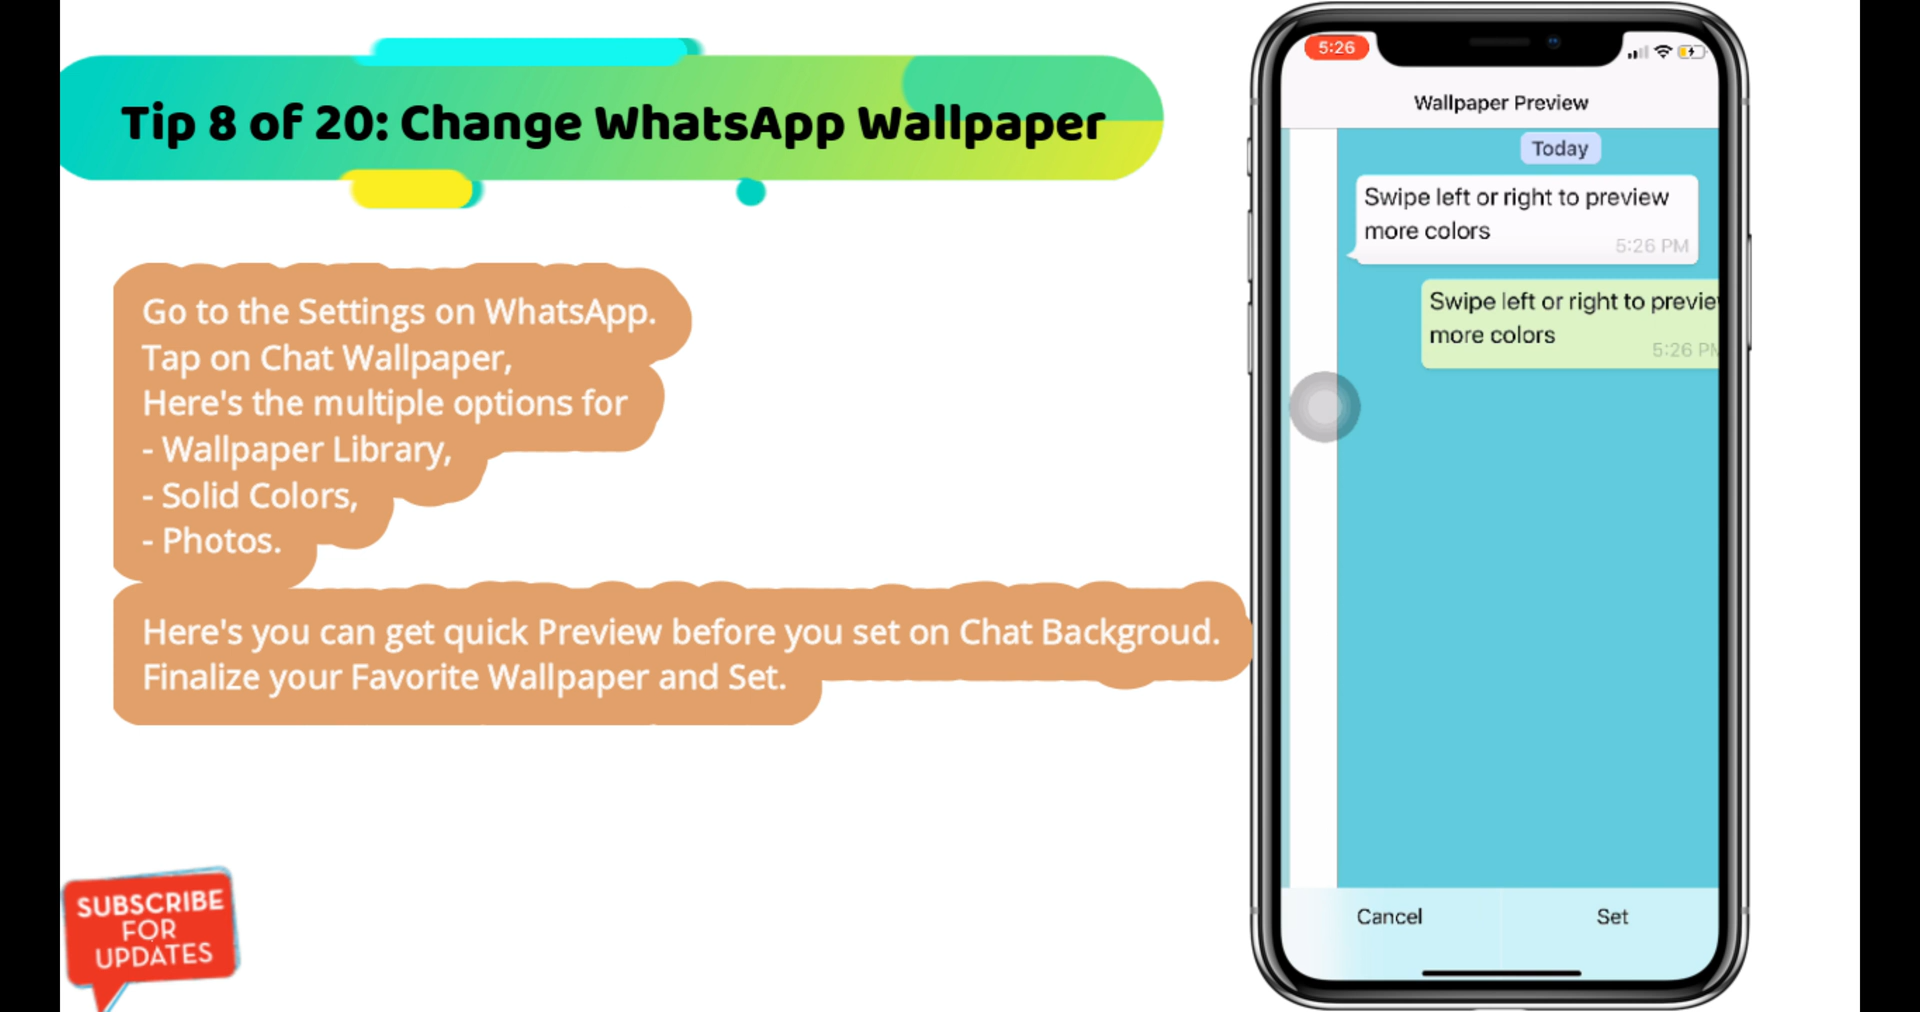 Tip 8 of 20: Change WhatsApp Wallpaper
Go to the Settings on WhatsApp.
Tap on Chat Wallpaper,
Here's the multiple options for
- Wallpaper Library,
- Solid Colors,
- Photos.
Here's you can get quick Preview before you set on Chat Backgroud.
Finalize your Favorite Wallpaper and Set.
SUBSCRIBE
FOR
UPDATES
5:26
Wallpaper Preview
Today
Swipe left or right to preview
more colors
5:26 PM
Swipe left or right to previe
more colors
5:26 PM
Cancel
Set